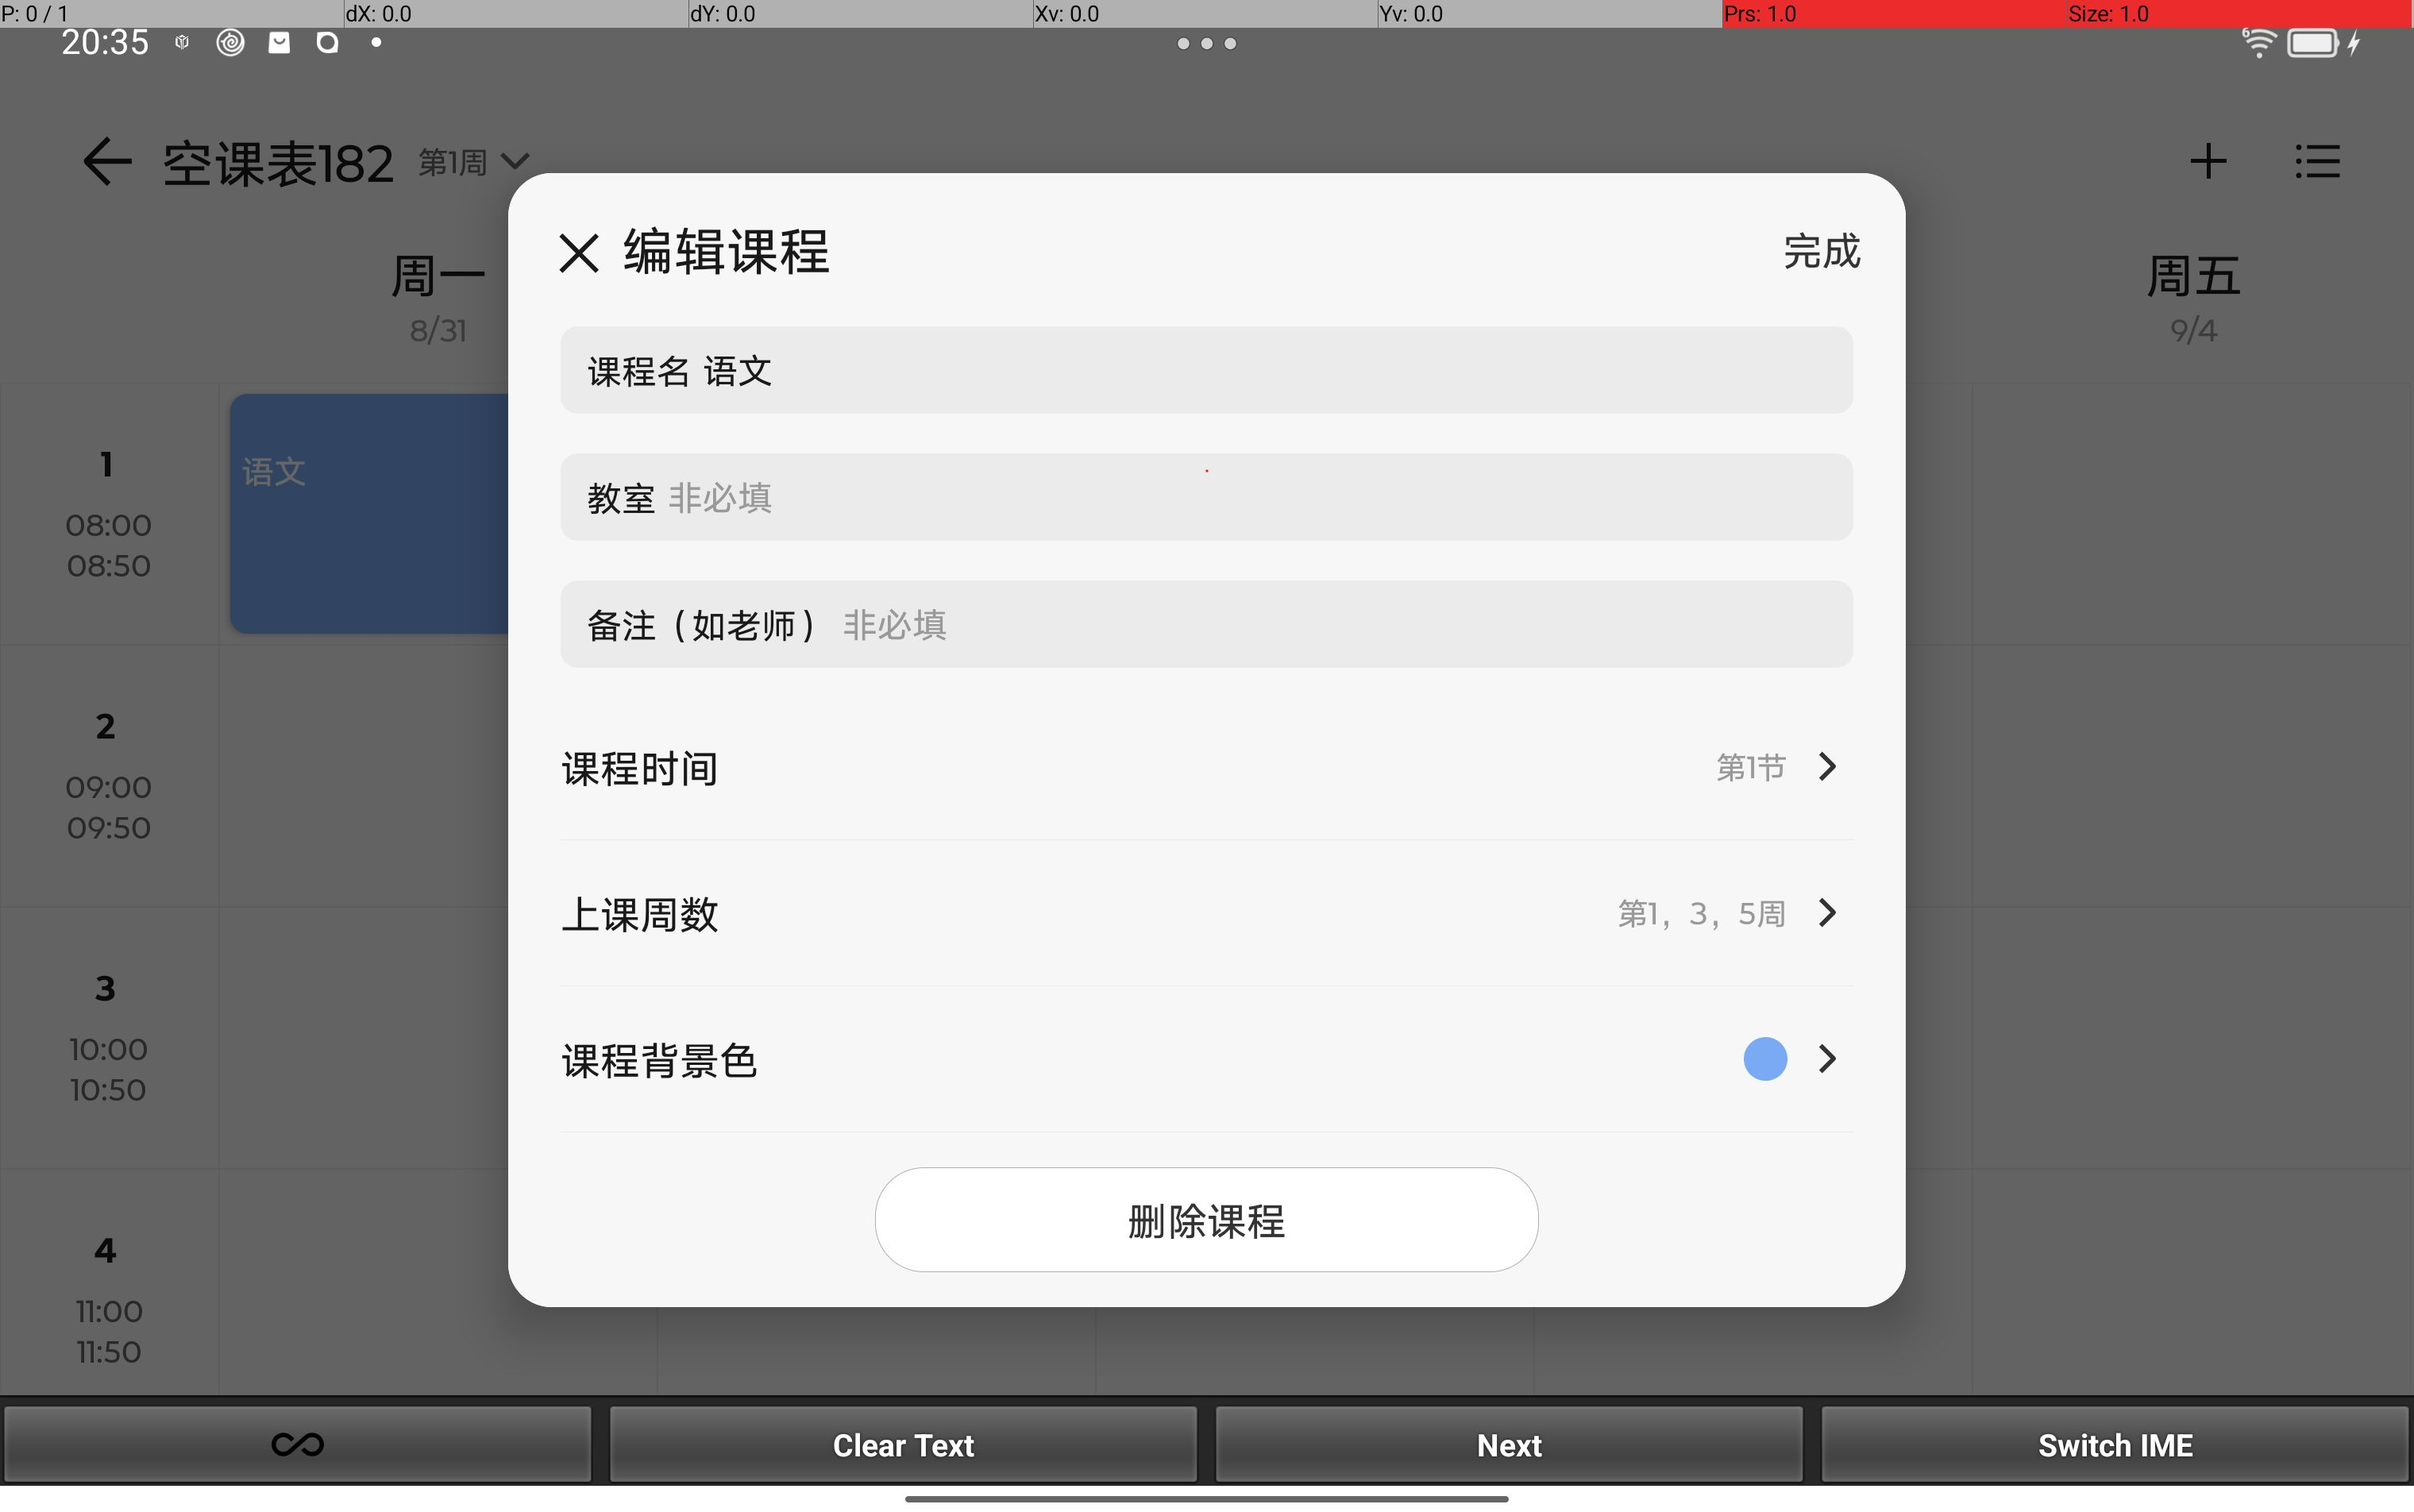 P: 0 / 1 dX: 0.0 dY: 0.0 Xv: 0.0 Yv: 0.0 Prs: 1.0 Size: 1.0
20:35 6
空课表182 第1周
编辑课程 完成
周一 周五
8/31 9/4
课程名 语文
1
语文
教室 非必填
08:00
08:50
备注（如老师） 非必填
2
课程时间 第1节
09:00
09:50
上课周数 第1，3，5周
3
10:00
课程背景色
10:50
删除课程
4
11:00
11:50
Clear Text Next Switch IME